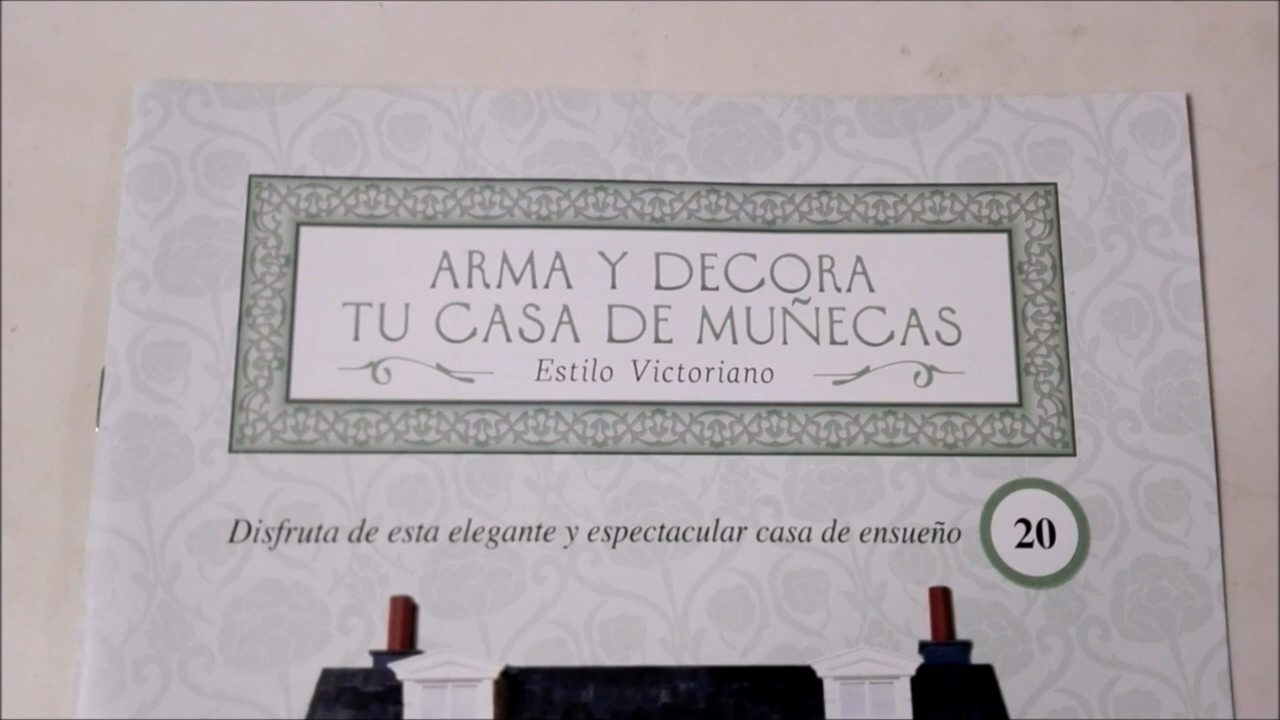 ARMA Y DECORA
TU CASA DE MUÑECAS
Estilo Victoriano
Disfruta de esta elegante y espectacular casa de ensueño
20